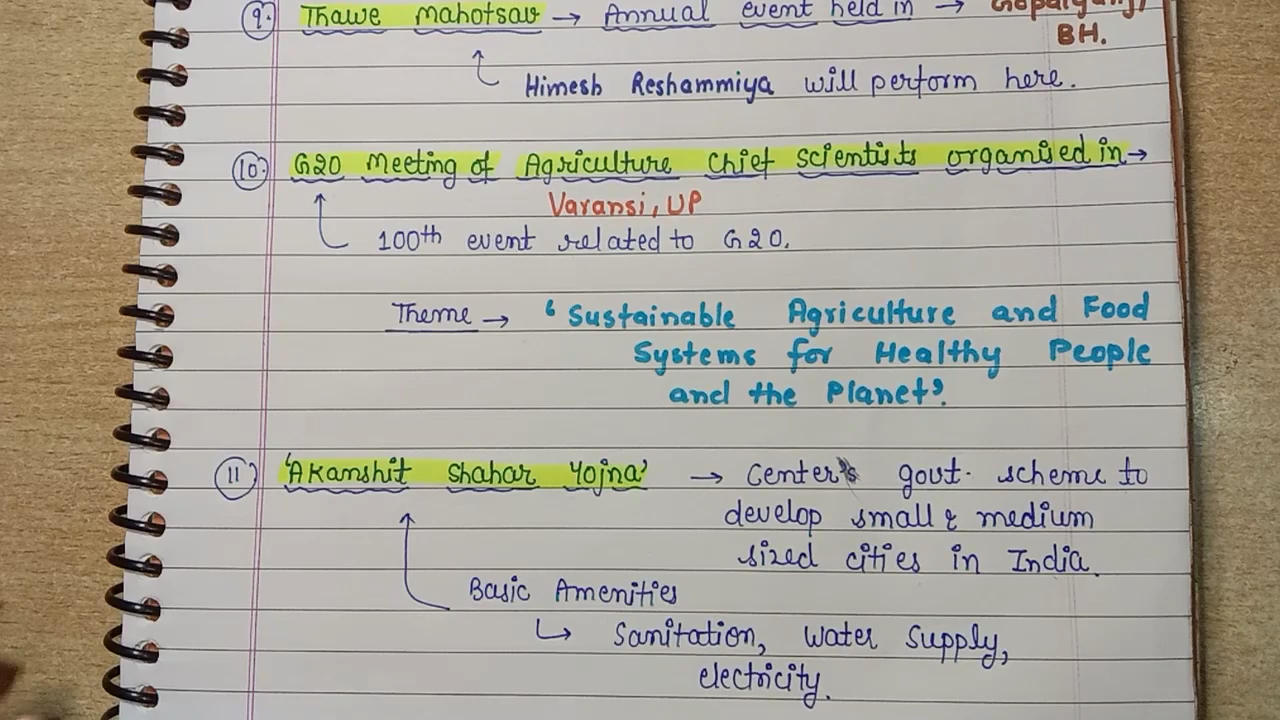 9. Thawe Mahotsav → Annual event held in → Gopalganj,
BH.
Himesh Reshammiya will perform here.
10. G20 Meeting of Agriculture Chief Scientists organised in →
Varansi, UP
100th event related to G20.
Theme → 'Sustainable Agriculture and Food
Systems for Healthy People
and the Planet'.
11 'Akanshit Shahar Yojna' → Center's govt. scheme to
develop small & medium
sized cities in India.
Basic Amenities
↳ Sanitation, Water Supply,
electricity.